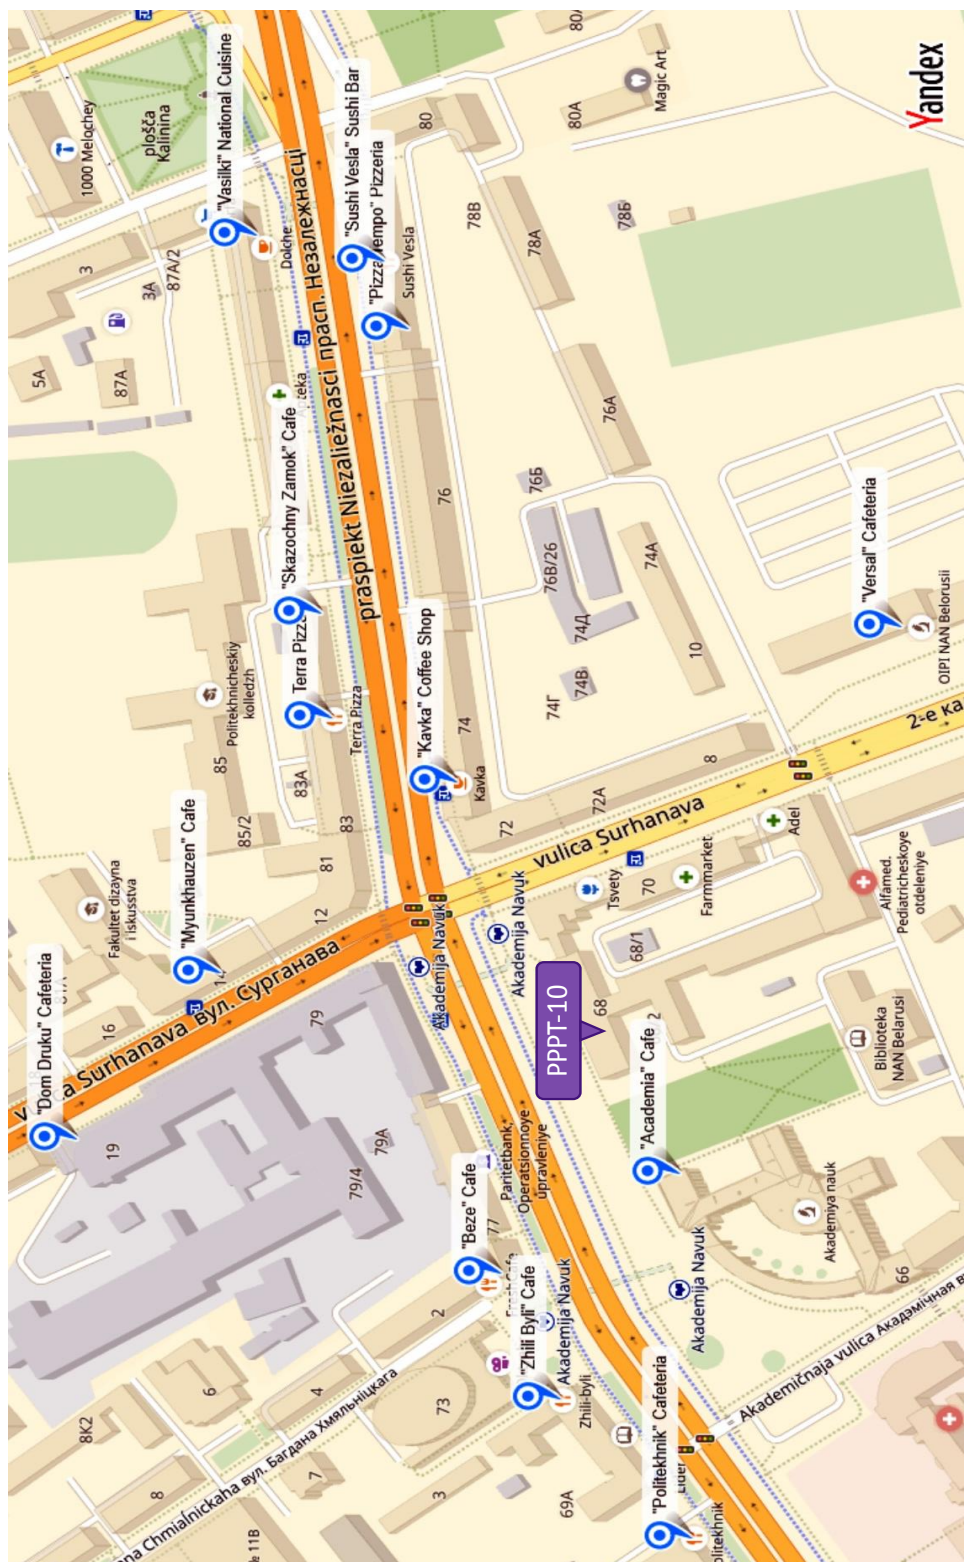 "Dom Druku" Cafeteria
19
5A
8K2
87A
1000 Melochey
3
Fakultet dizayna
i iskusstva
16
8
3A
plošča
Kalinina
87A/2
"Myunkhauzen" Cafe
6
85
Politekhnicheskiy
kolledzh
85/2
"Vasilki" National Cuisine
Dolche
vulica Surhanava вул. Сурганава
4
7
"Skazochny Zamok" Cafe
83A
Terra Pizza
79
12
81
83
Terra Pizza
praspiekt Niezaliežnasci прасп. Незалежнасці
79/4
79A
"Sushi Vesla" Sushi Bar
"Pizza Tempo" Pizzeria
Sushi Vesla
80
"Kavka" Coffee Shop
Kavka
2
73
3
76
74
"Beze" Cafe
77
Akademija Navuk
Paritetbank,
Operatsionnoye
upravleniye
72
78В
Akademija Navuk
"Zhili Byli" Cafe
Akademija Navuk
Zhili-byli
69A
78A
76Б
76В/26
74Г
PPPT-10
vulica Surhanava
80A
80A
74Д
74В
72A
68
76A
78Б
Tsvety
70
68/1
74A
"Academia" Cafe
"Politekhnik" Cafeteria
Magic Art
10
8
Farmmarket
Akademija Navuk
Adel
Akademiya nauk
Akademičnaja vulica Акадэмічная в
"Versal" Cafeteria
OIPI NAN Belorusii
2-е ка
Alfamed.
Pediatricheskoye
otdeleniye
Biblioteka
NAN Belarusi
66
Yandex